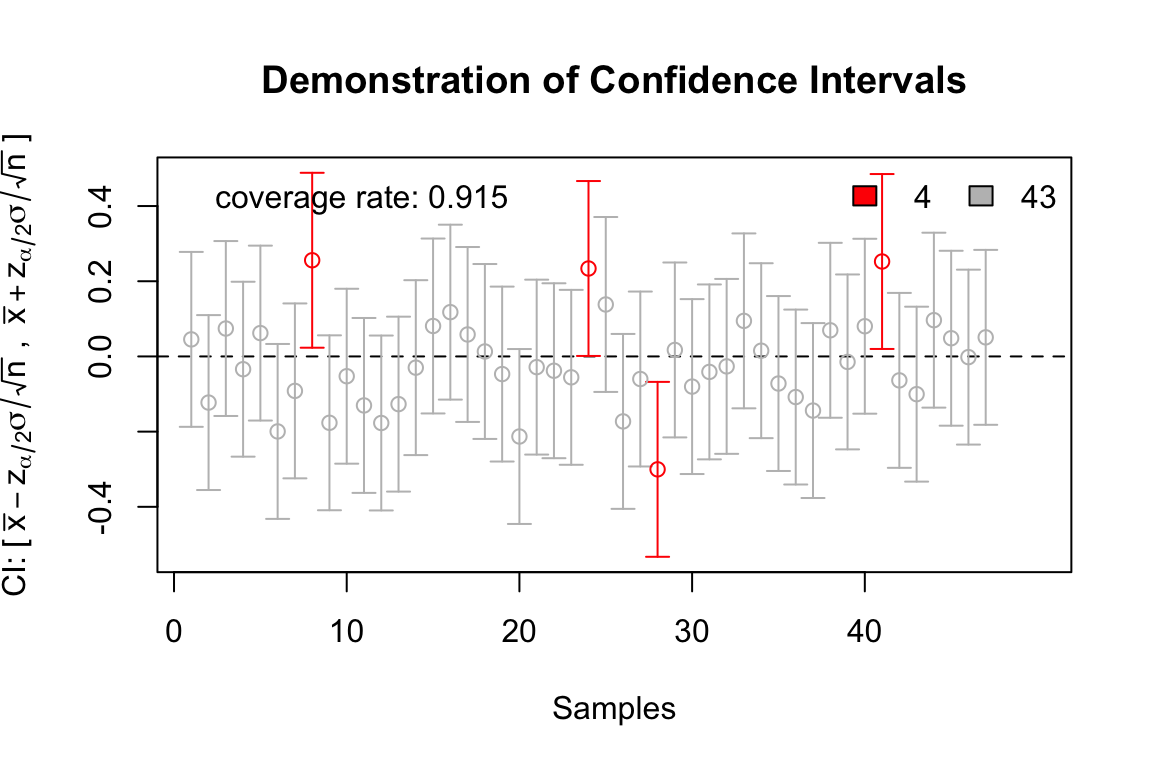 Demonstration of Confidence Intervals
CI: [ x̅ − zα/2σ/√n , x̅ + zα/2σ/√n ]
coverage rate: 0.915
4 43
0.4
0.2
0.0
-0.4
0 10 20 30 40
Samples